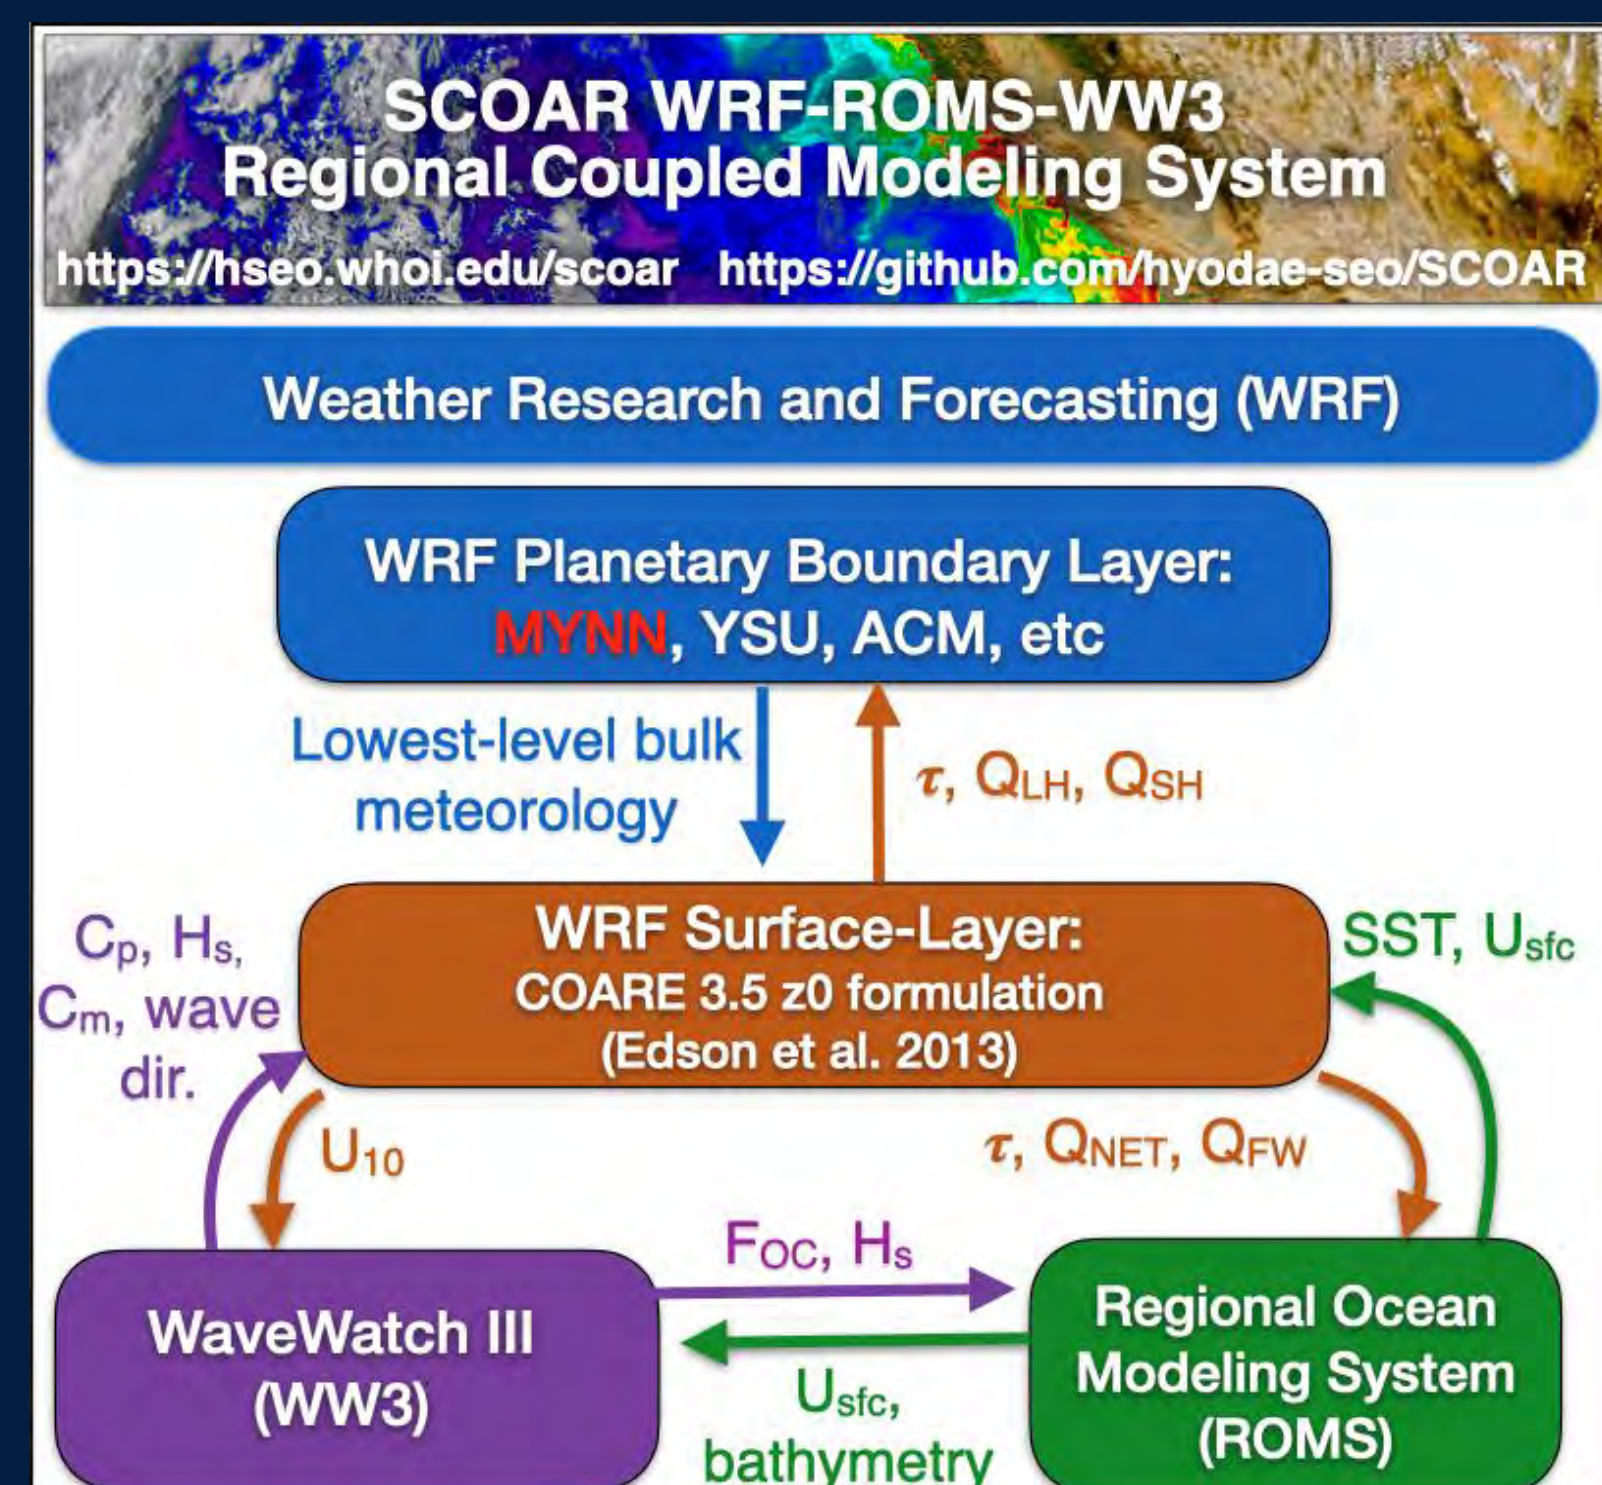 SCOAR WRF-ROMS-WW3
Regional Coupled Modeling System
https://hseo.whoi.edu/scoar https://github.com/hyodae-seo/SCOAR
Weather Research and Forecasting (WRF)
WRF Planetary Boundary Layer:
MYNN, YSU, ACM, etc
Lowest-level bulk
meteorology
τ, QLH, QSH
Cp, Hs,
Cm, wave
dir.
WRF Surface-Layer:
COARE 3.5 z0 formulation
(Edson et al. 2013)
SST, Usfc
U10
τ, QNET, QFW
FOC, Hs
WaveWatch III
(WW3)
Usfc,
bathymetry
Regional Ocean
Modeling System
(ROMS)